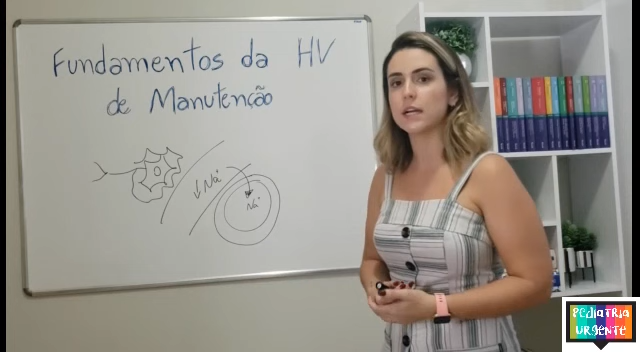 Fundamentos da HV
de Manutenção
↓ Na⁺
Na⁺
PEDIATRIA
URGENTE